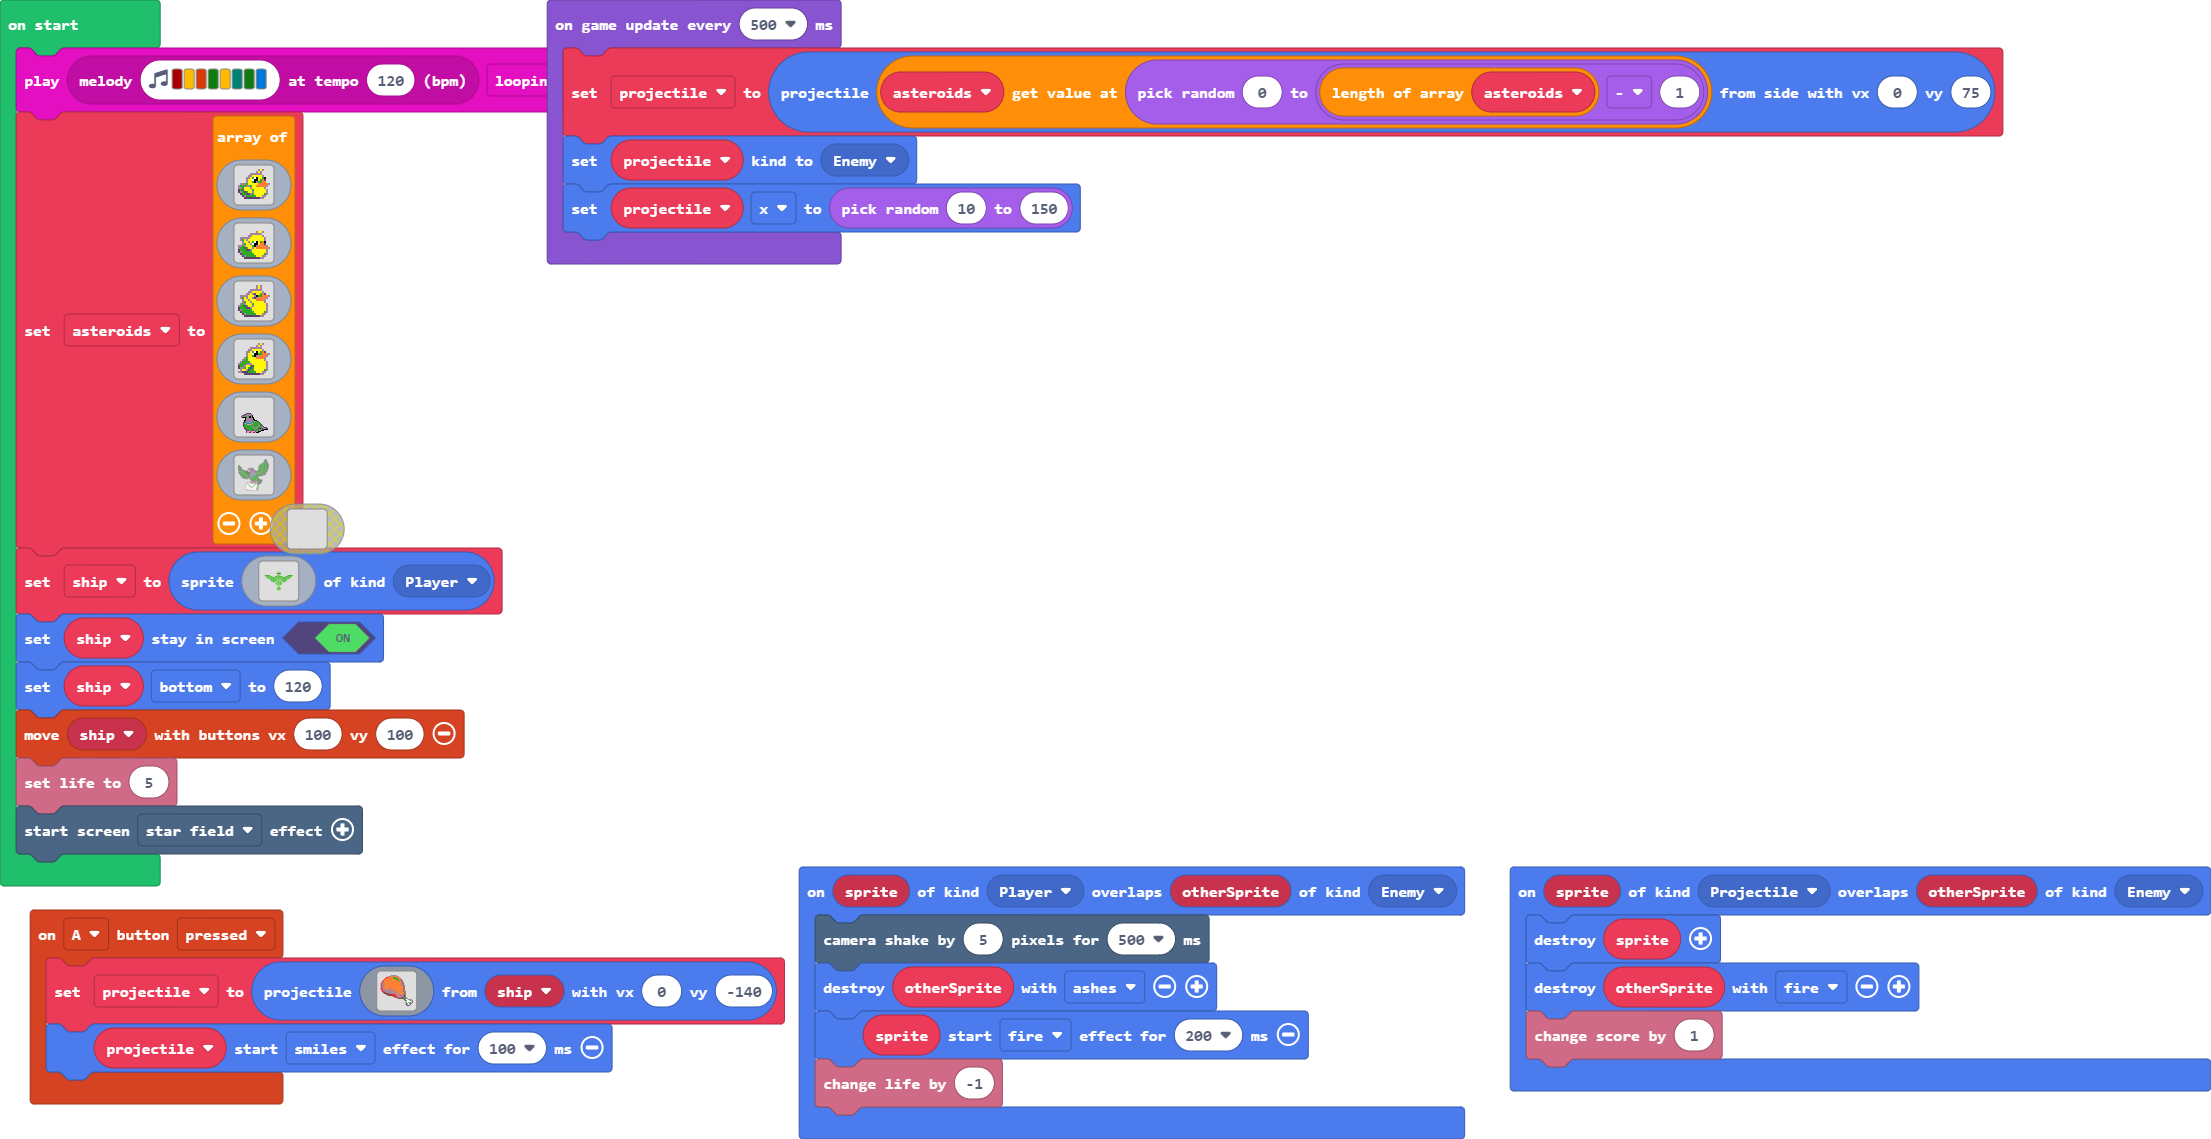 on start
play melody at tempo 120 (bpm) loopin
set asteroids to
array of
set ship to sprite of kind Player
set ship stay in screen ON
set ship bottom to 120
move ship with buttons vx 100 vy 100
set life to 5
start screen star field effect
on game update every 500 ms
set projectile to projectile asteroids get value at pick random 0 to length of array asteroids - 1 from side with vx 0 vy 75
set projectile kind to Enemy
set projectile x to pick random 10 to 150
on A button pressed
set projectile to projectile from ship with vx 0 vy -140
projectile start smiles effect for 100 ms
on sprite of kind Player overlaps otherSprite of kind Enemy
camera shake by 5 pixels for 500 ms
destroy otherSprite with ashes
sprite start fire effect for 200 ms
change life by -1
on sprite of kind Projectile overlaps otherSprite of kind Enemy
destroy sprite
destroy otherSprite with fire
change score by 1